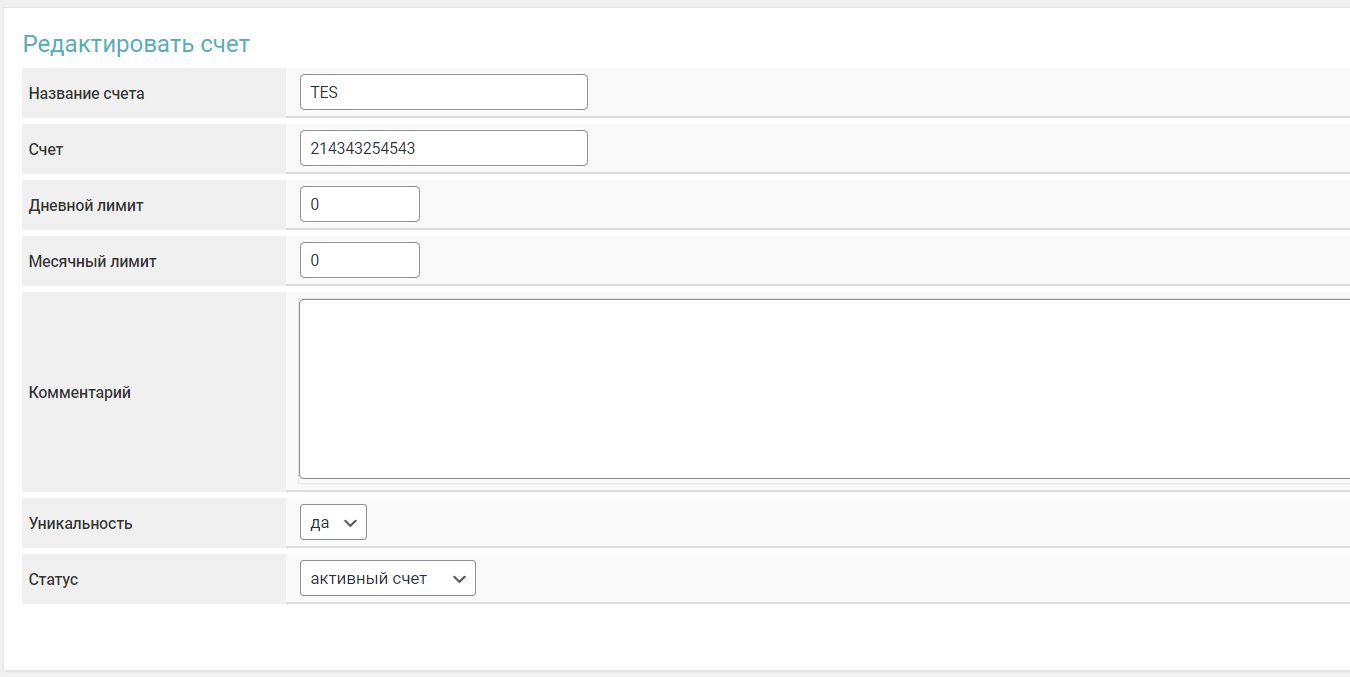 Редактировать счет
Название счета
TES
Счет
214343254543
Дневной лимит
0
Месячный лимит
0
Комментарий
Уникальность
да
Статус
активный счет